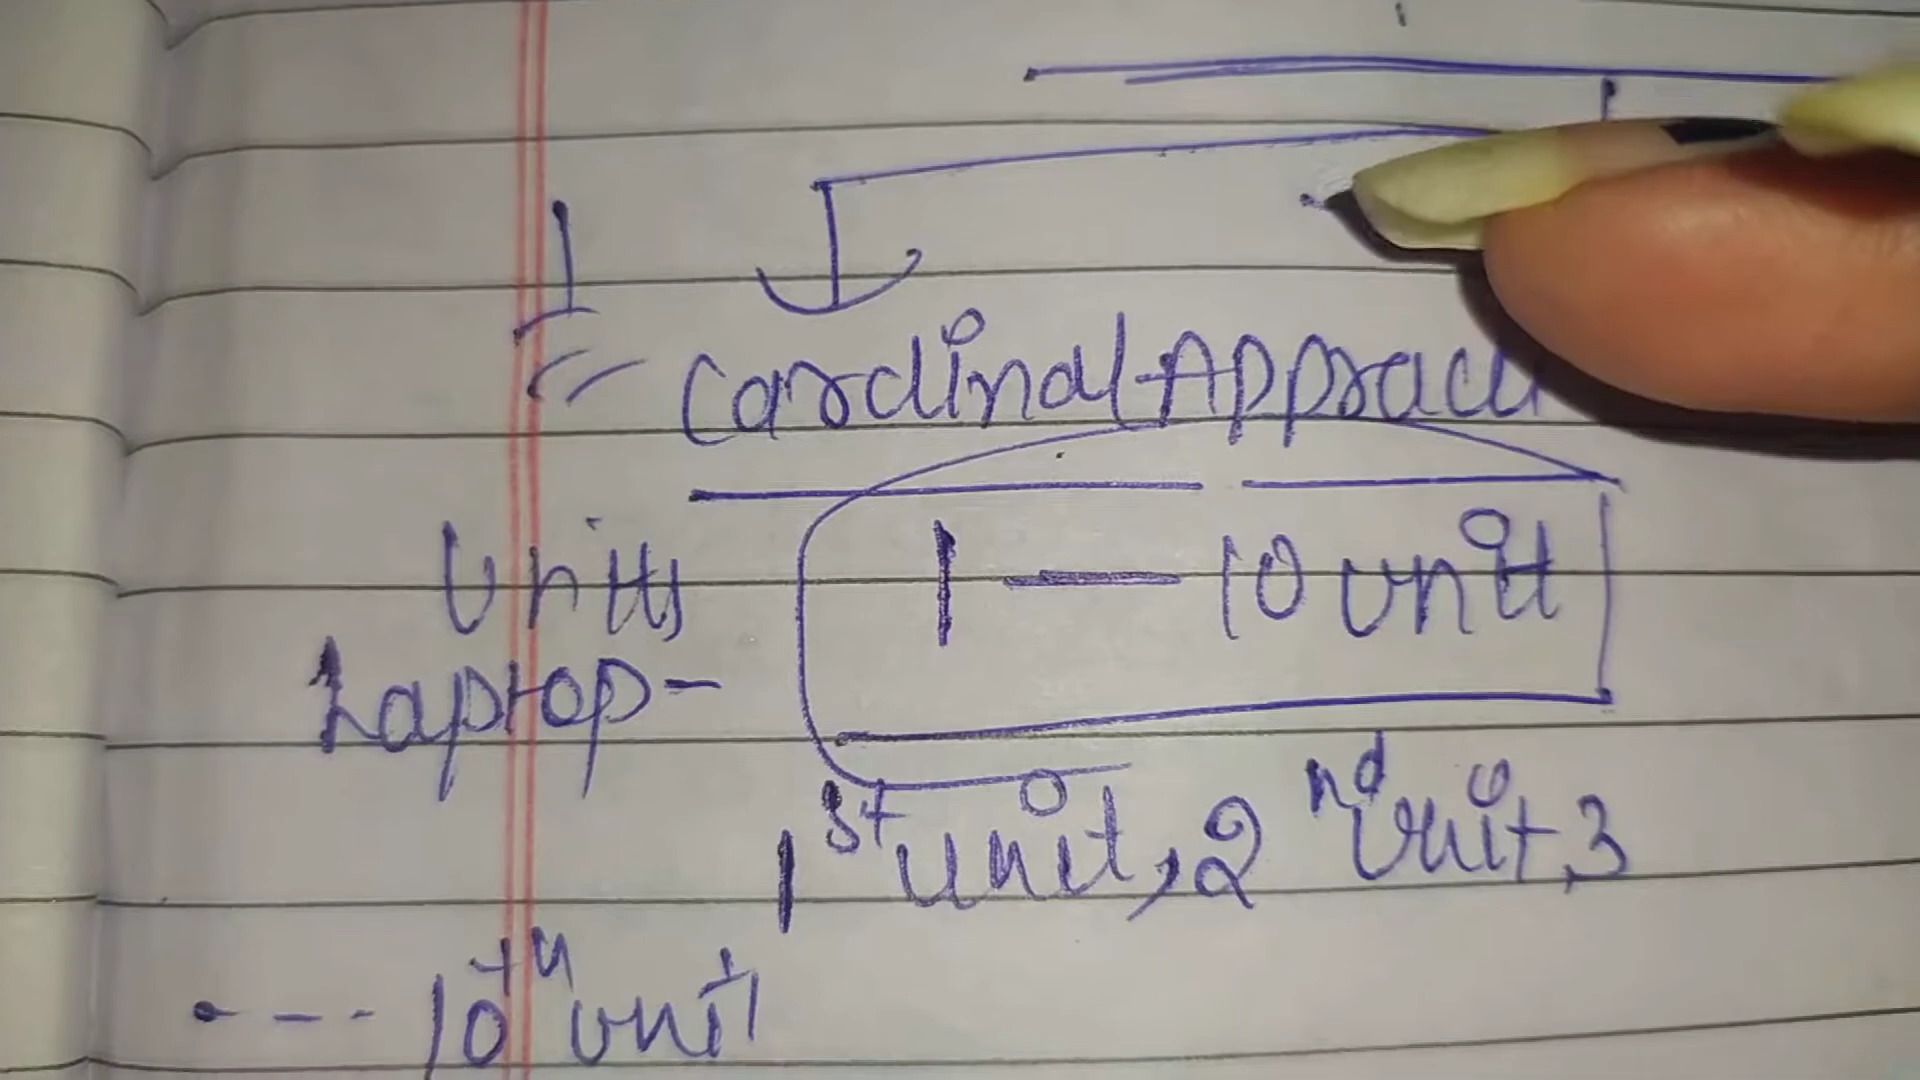 Cardinal Approach
Units 1 — 10 unit
Laptop-
1st unit, 2nd unit, 3
- - - 10th unit